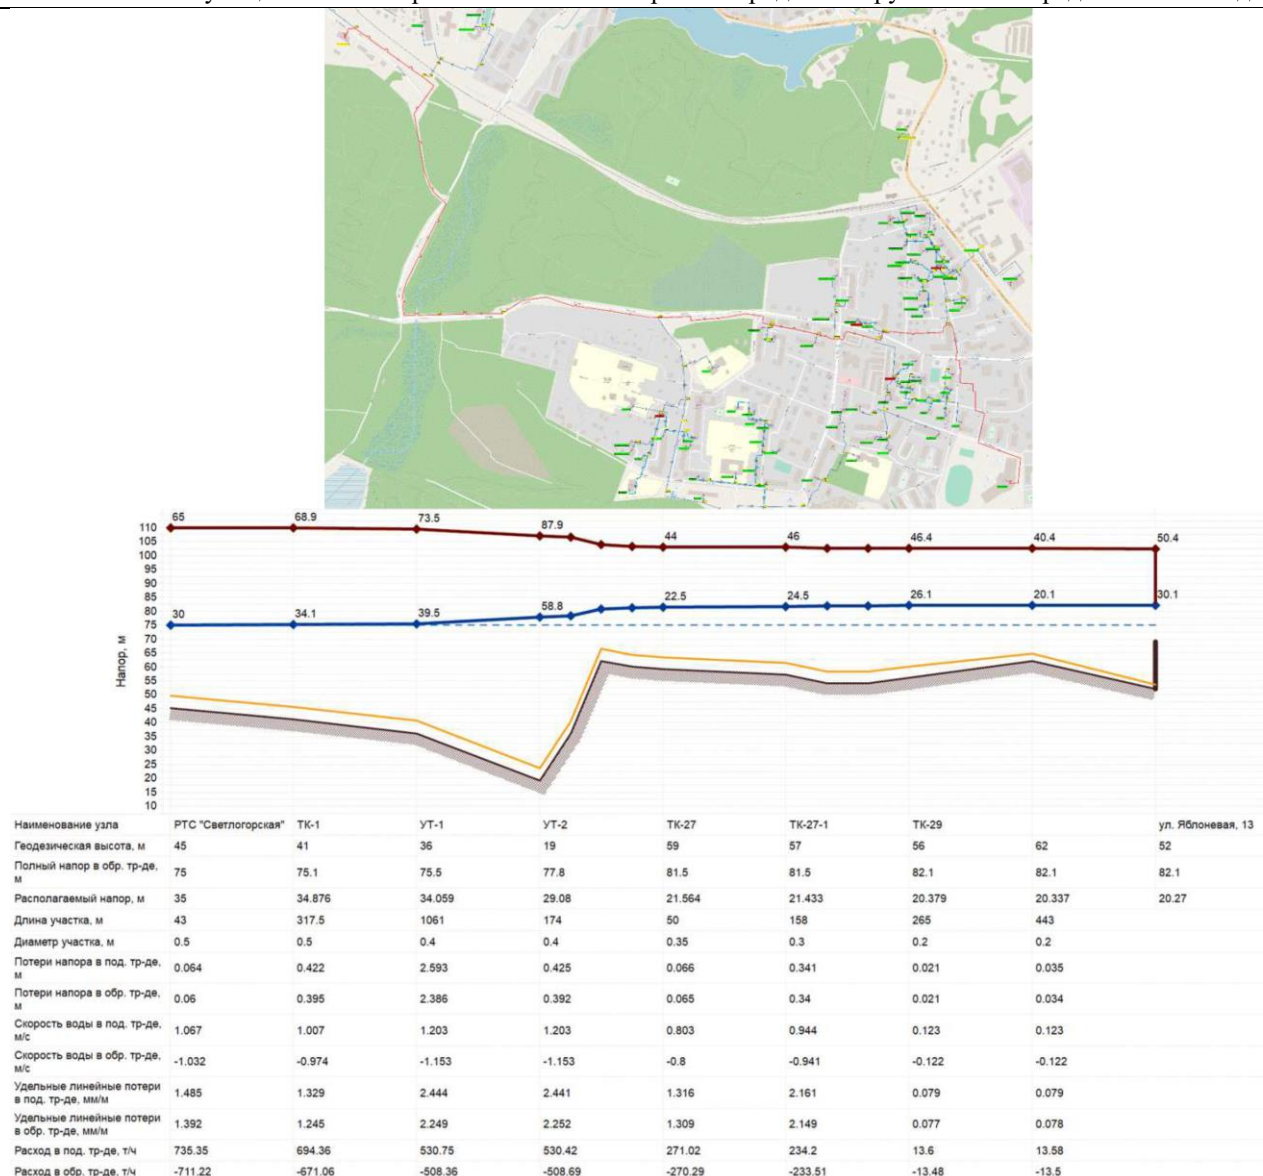 65 68.9 73.5 87.9 44 46 46.4 40.4 50.4
30 34.1 39.5 58.8 22.5 24.5 26.1 20.1 30.1
Напор, м
110
105
100
95
90
85
80
75
70
65
60
55
50
45
40
35
30
25
20
15
10
Наименование узла РТС "Светлогорская" ТК-1 УТ-1 УТ-2 ТК-27 ТК-27-1 ТК-29 ул. Яблоневая, 13
Геодезическая высота, м 45 41 36 19 59 57 56 62 52
Полный напор в обр. тр-де, м 75 75.1 75.5 77.8 81.5 81.5 82.1 82.1 82.1
Располагаемый напор, м 35 34.876 34.059 29.08 21.564 21.433 20.379 20.337 20.27
Длина участка, м 43 317.5 1061 174 50 158 265 443
Диаметр участка, м 0.5 0.5 0.4 0.4 0.35 0.3 0.2 0.2
Потери напора в под. тр-де, м 0.064 0.422 2.593 0.425 0.066 0.341 0.021 0.035
Потери напора в обр. тр-де, м 0.06 0.395 2.386 0.392 0.065 0.34 0.021 0.034
Скорость воды в под. тр-де, м/с 1.067 1.007 1.203 1.203 0.803 0.944 0.123 0.123
Скорость воды в обр. тр-де, м/с -1.032 -0.974 -1.153 -1.153 -0.8 -0.941 -0.122 -0.122
Удельные линейные потери в под. тр-де, мм/м 1.485 1.329 2.444 2.441 1.316 2.161 0.079 0.079
Удельные линейные потери в обр. тр-де, мм/м 1.392 1.245 2.249 2.252 1.309 2.149 0.077 0.078
Расход в под. тр-де, т/ч 735.35 694.36 530.75 530.42 271.02 234.2 13.6 13.58
Расход в обр. тр-де, т/ч -711.22 -671.06 -508.36 -508.69 -270.29 -233.51 -13.48 -13.5